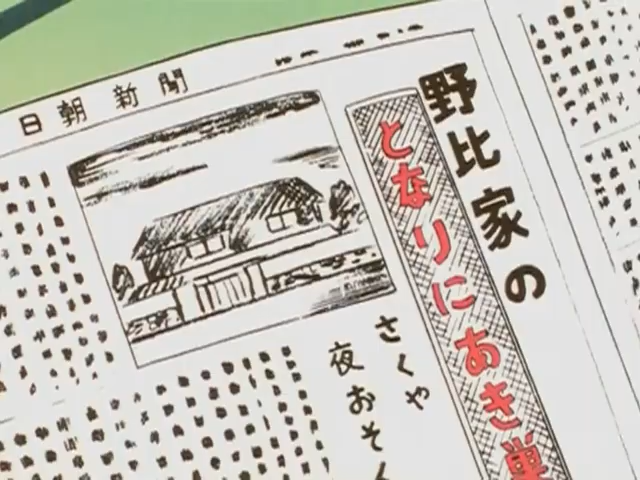 日朝新聞
野比家の
となりにあき巣
さくや
夜おそく